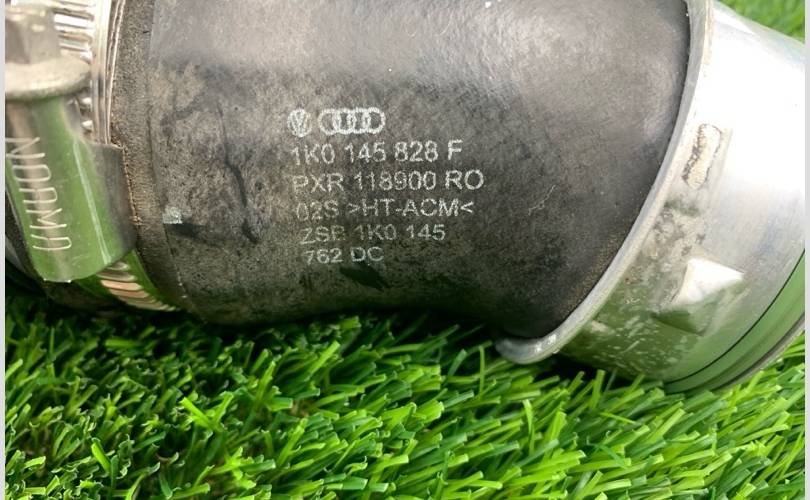 1K0 145 828 F
PXR 118900 RO
02S >HT-ACM<
ZSB 1K0 145
762 DC
NORMA